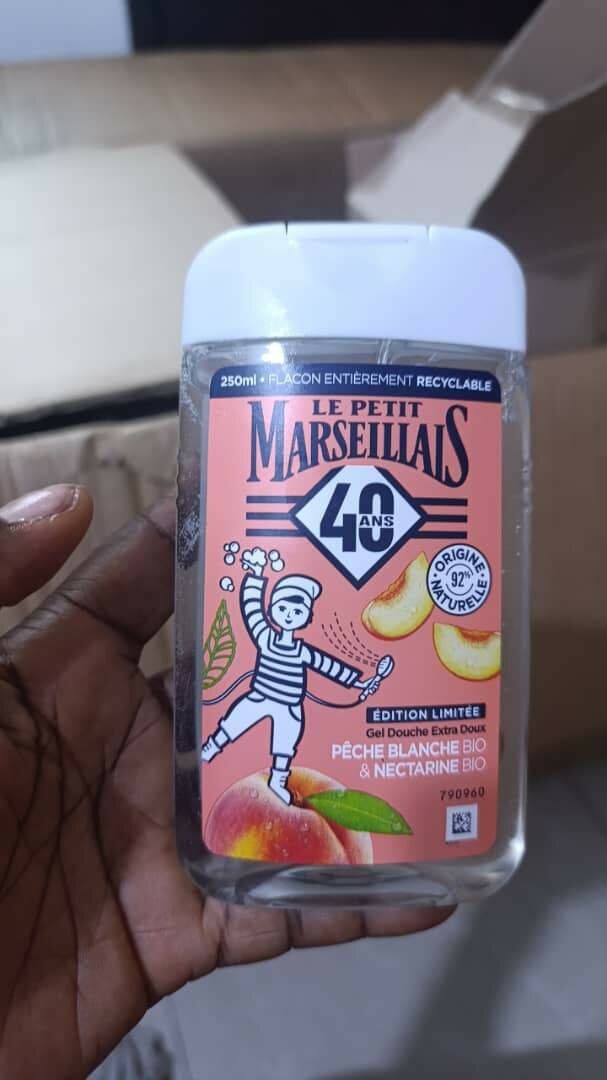 250ml • FLACON ENTIÈREMENT RECYCLABLE
LE PETIT
MARSEILLAIS
40
ANS
ORIGINE
92%
NATURELLE
ÉDITION LIMITÉE
Gel Douche Extra Doux
PÊCHE BLANCHE BIO
& NECTARINE BIO
790960